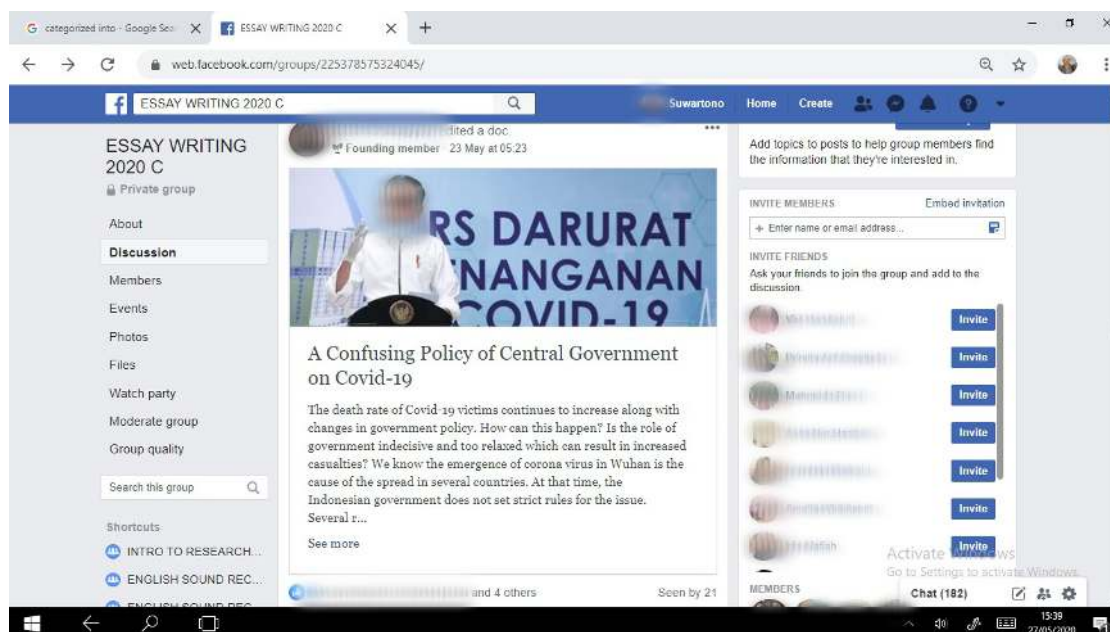 categorized into - Google Sea
ESSAY WRITING 2020 C
web.facebook.com/groups/225378575324045/
ESSAY WRITING 2020 C
Suwartono
Home
Create
ESSAY WRITING
2020 C
Private group
About
Discussion
Members
Events
Photos
Files
Watch party
Moderate group
Group quality
Search this group
Shortcuts
INTRO TO RESEARCH...
ENGLISH SOUND REC...
ENGLISH SOUND REC...
dited a doc
Founding member 23 May at 05:23
RS DARURAT
NANGANAN
COVID-19
A Confusing Policy of Central Government
on Covid-19
The death rate of Covid-19 victims continues to increase along with
changes in government policy. How can this happen? Is the role of
government indecisive and too relaxed which can result in increased
casualties? We know the emergence of corona virus in Wuhan is the
cause of the spread in several countries. At that time, the
Indonesian government does not set strict rules for the issue.
Several r...
See more
and 4 others
Seen by 21
Add topics to posts to help group members find
the information that they're interested in.
INVITE MEMBERS
Embed invitation
+ Enter name or email address...
INVITE FRIENDS
Ask your friends to join the group and add to the
discussion.
Invite
Invite
Invite
Invite
Invite
Invite
Invite
Activate Windows
Go to Settings to activate Windows.
MEMBERS
Chat (182)
15:39
27/05/2020